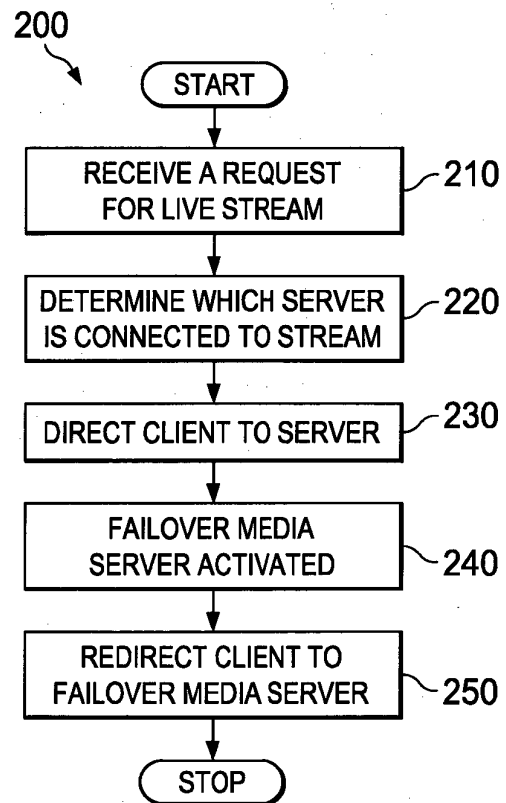 200
START
RECEIVE A REQUEST
FOR LIVE STREAM
210
DETERMINE WHICH SERVER
IS CONNECTED TO STREAM
220
DIRECT CLIENT TO SERVER
230
FAILOVER MEDIA
SERVER ACTIVATED
240
REDIRECT CLIENT TO
FAILOVER MEDIA SERVER
250
STOP